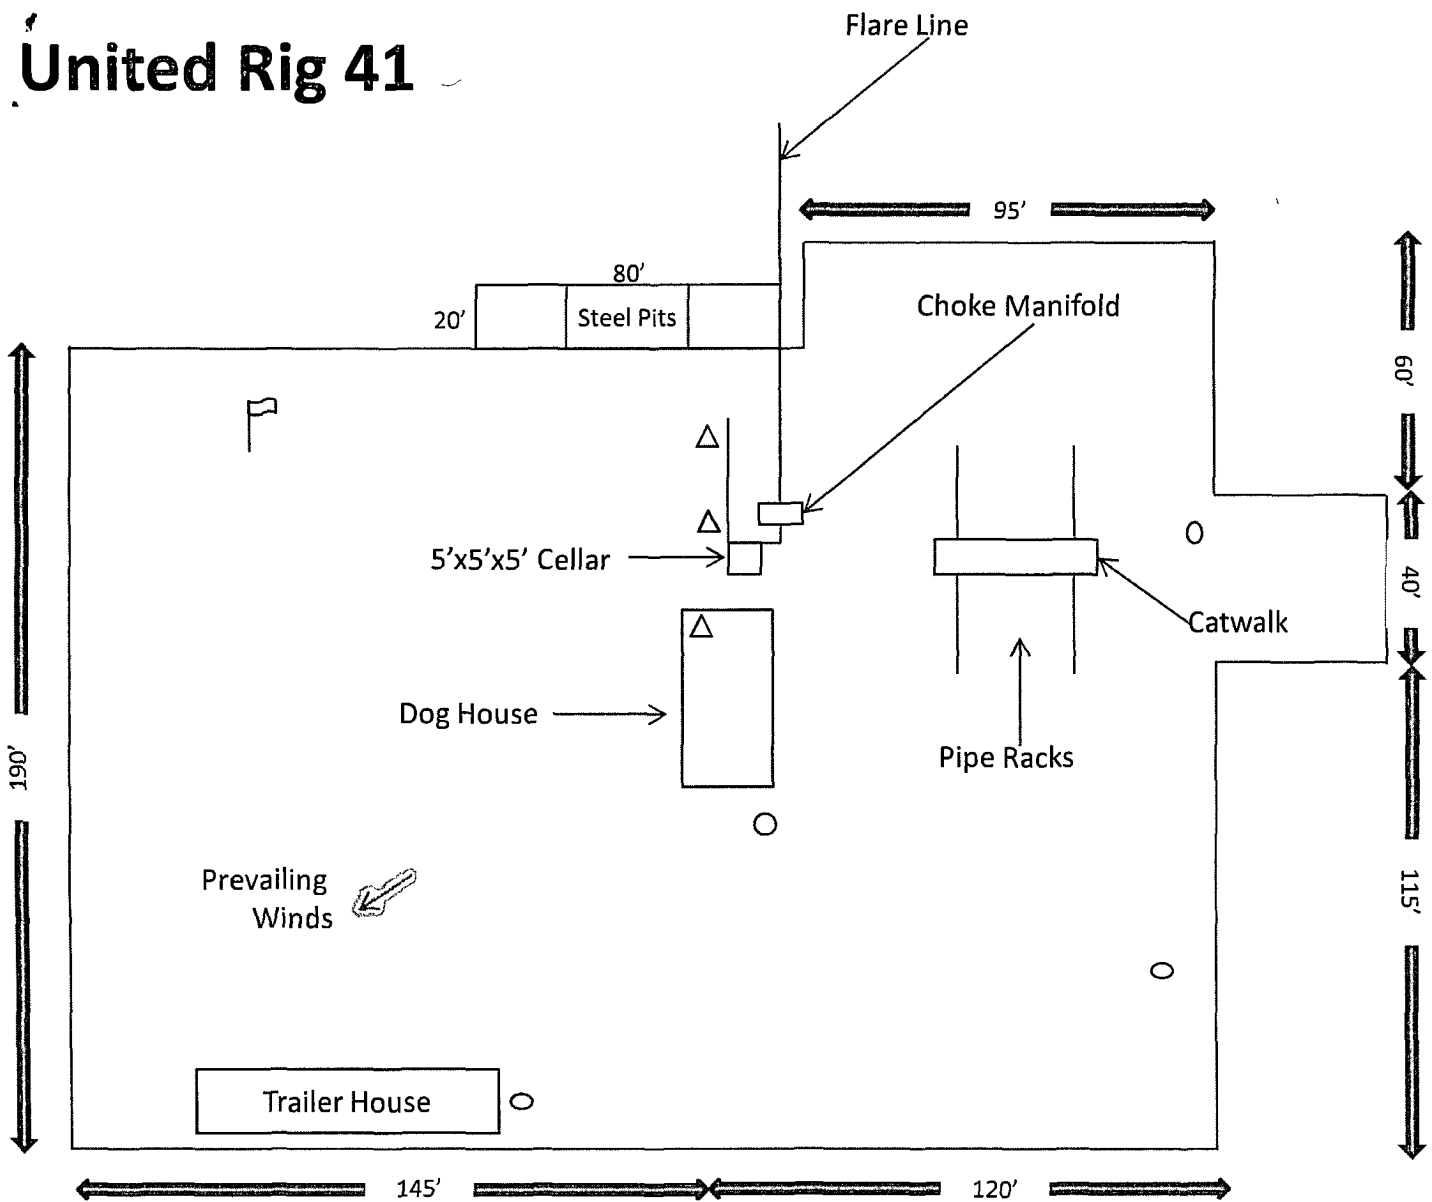 Flare Line
United Rig 41
95'
80'
Choke Manifold
20'
Steel Pits
60'
5'x5'x5' Cellar
40'
Catwalk
Dog House
Pipe Racks
190'
Prevailing
Winds
115'
Trailer House
145'
120'